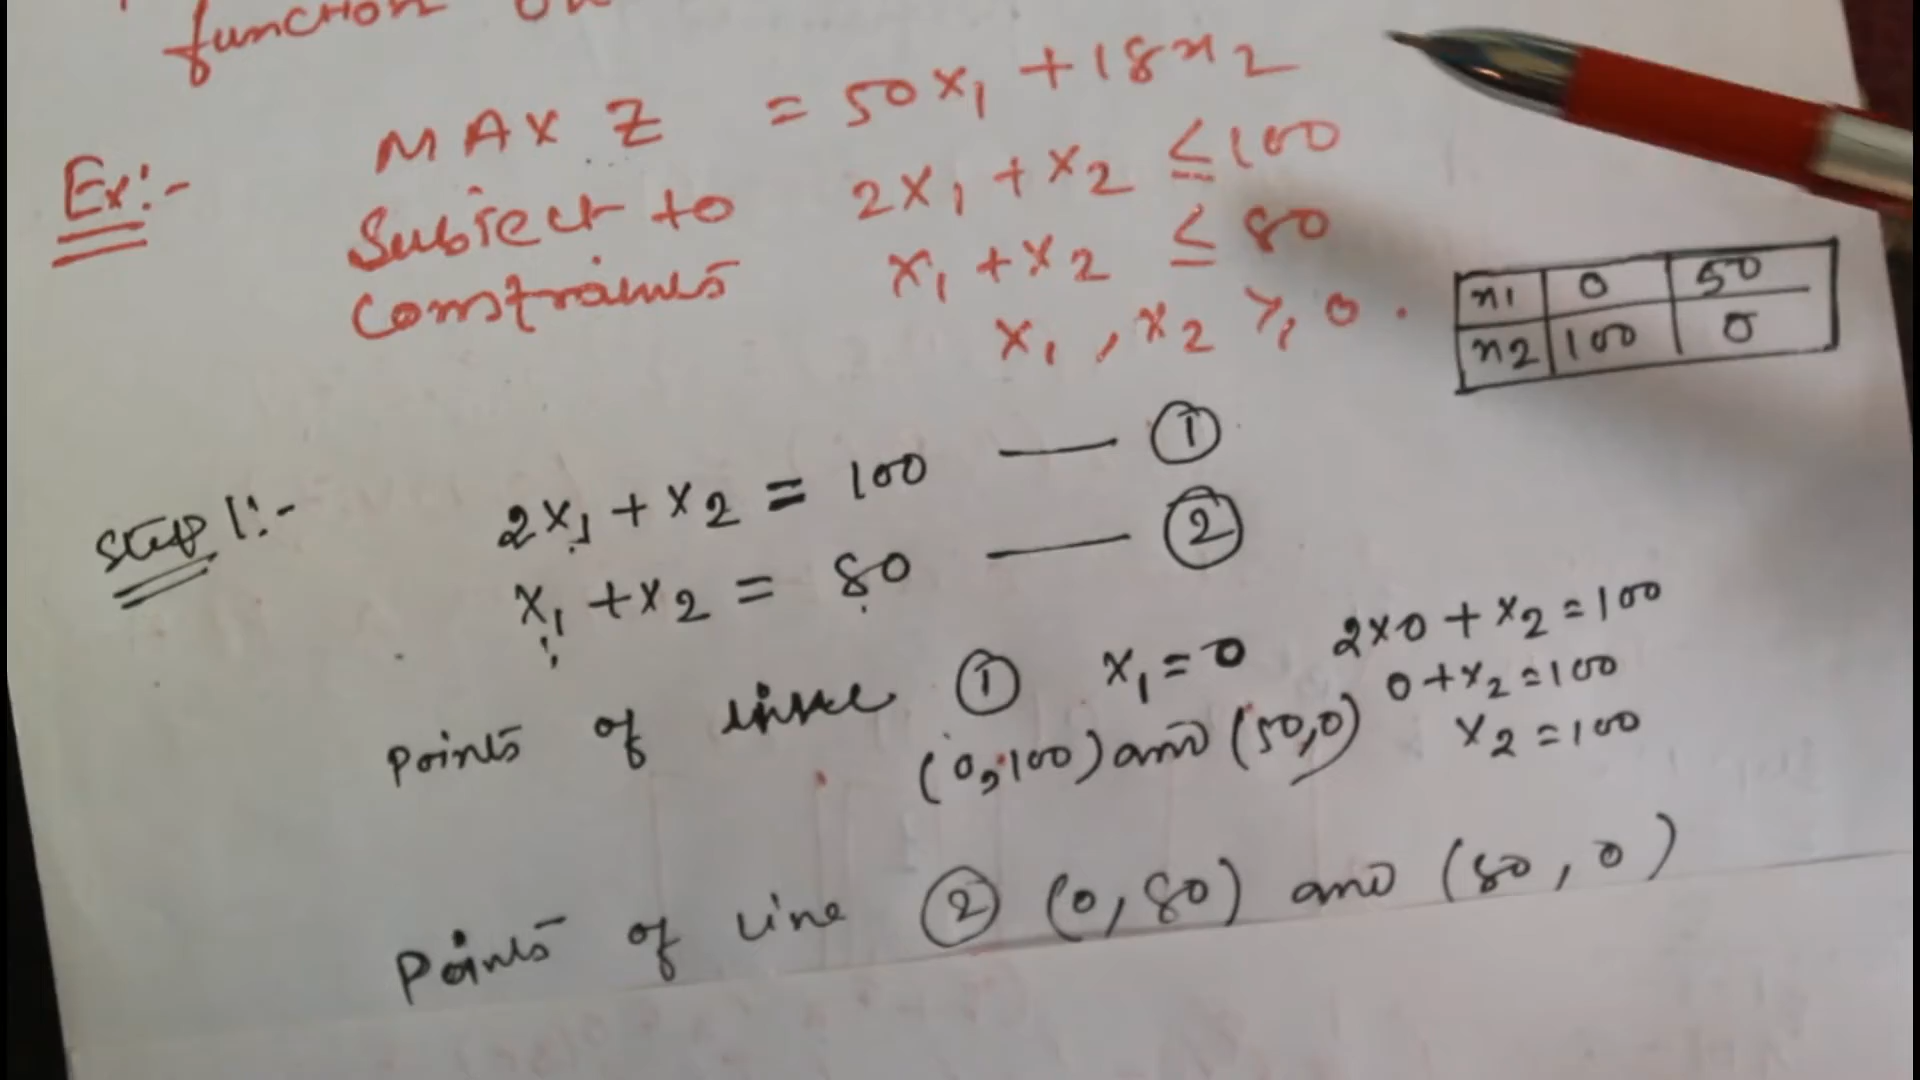 function
Ex:- MAX Z = 50x1 + 18x2
Subject to 2x1 + x2 ≤ 100
constraints x1 + x2 ≤ 80
x1, x2 ≥ 0.
x1 0 50
x2 100 0
Step 1:- 2x1 + x2 = 100 — ①
x1 + x2 = 80 — ②
Points of line ① x1 = 0 2x0 + x2 = 100
0 + x2 = 100
(0,100) and (50,0) x2 = 100
Points of line ② (0,80) and (80,0)